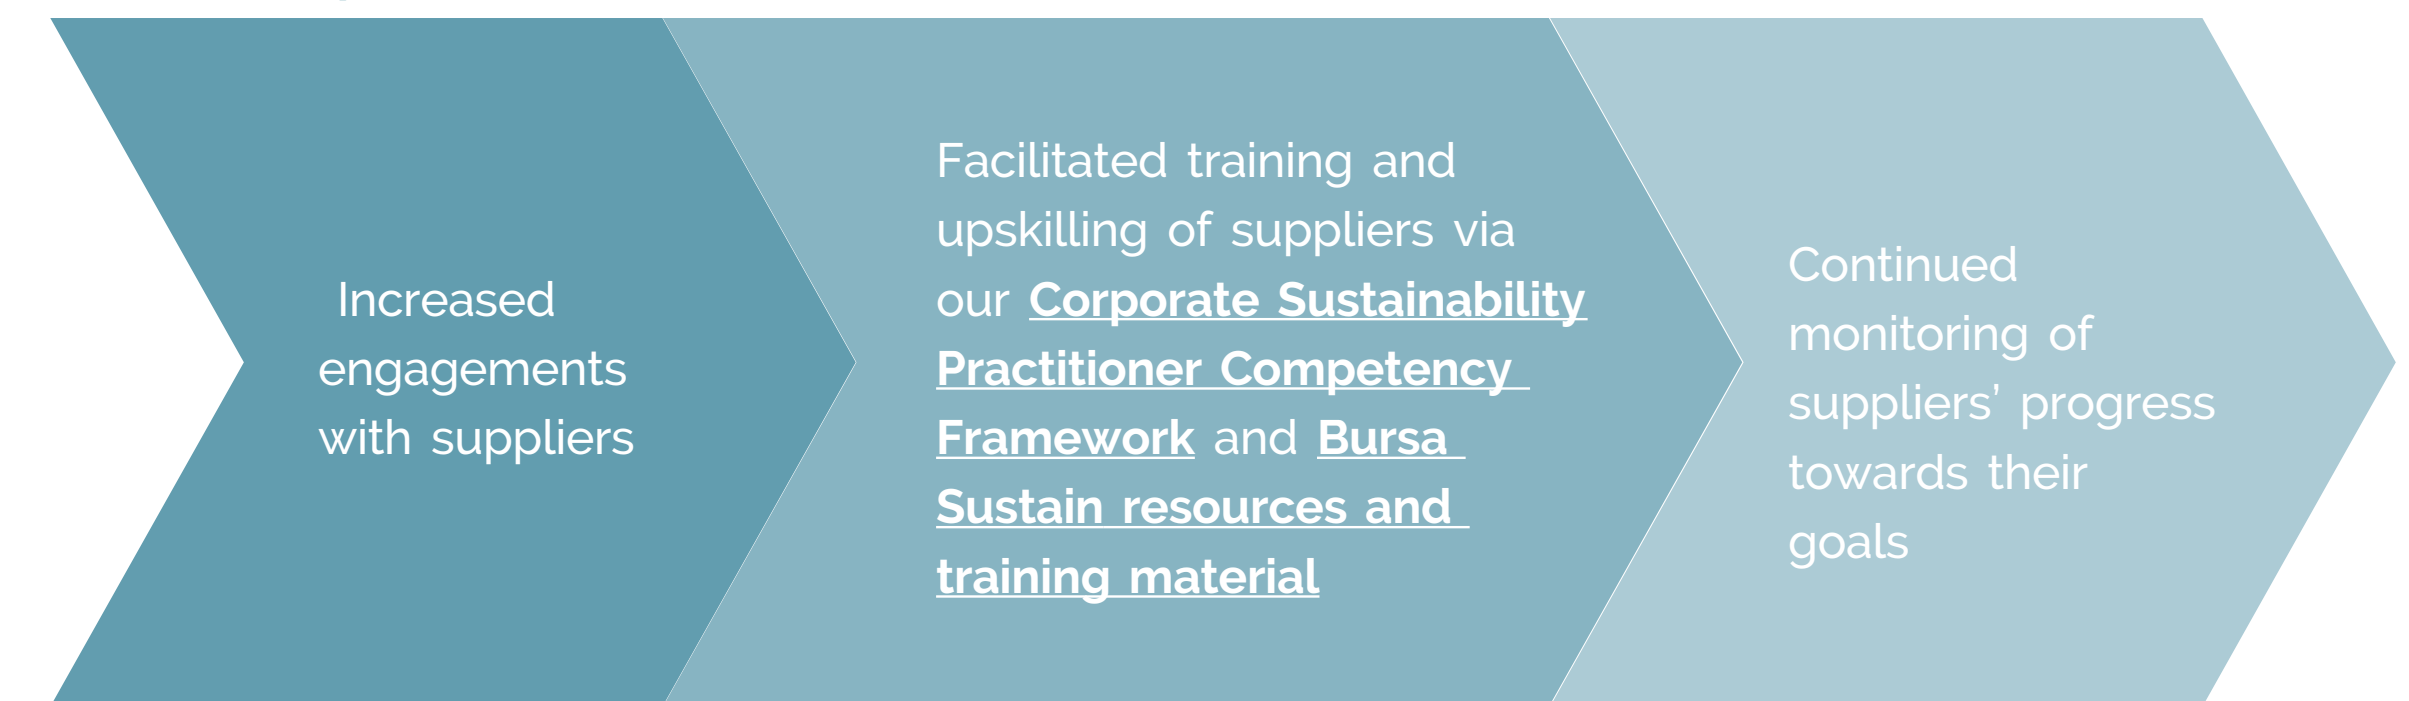 Increased
engagements
with suppliers
Facilitated training and
upskilling of suppliers via
our Corporate Sustainability
Practitioner Competency
Framework and Bursa
Sustain resources and
training material
Continued
monitoring of
suppliers’ progress
towards their
goals